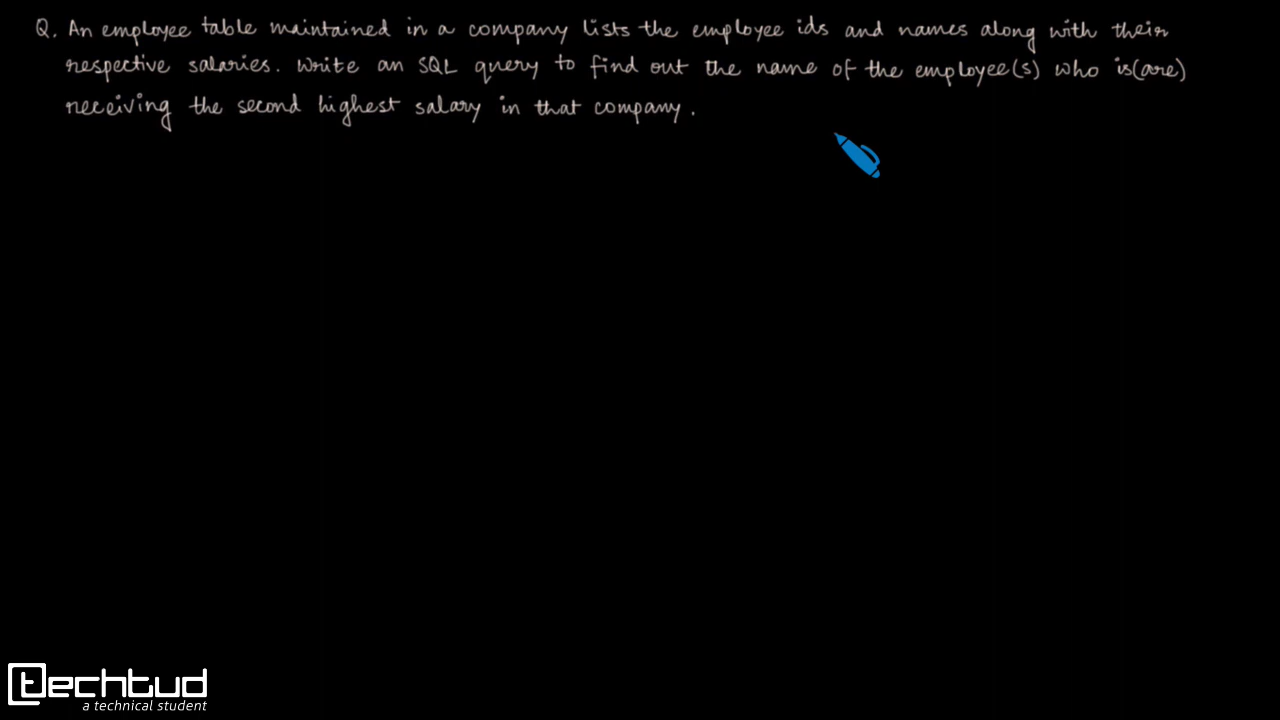 Q. An employee table maintained in a company lists the employee ids and names along with their
respective salaries. Write an SQL query to find out the name of the employee(s) who is(are)
receiving the second highest salary in that company.
techtud
a technical student